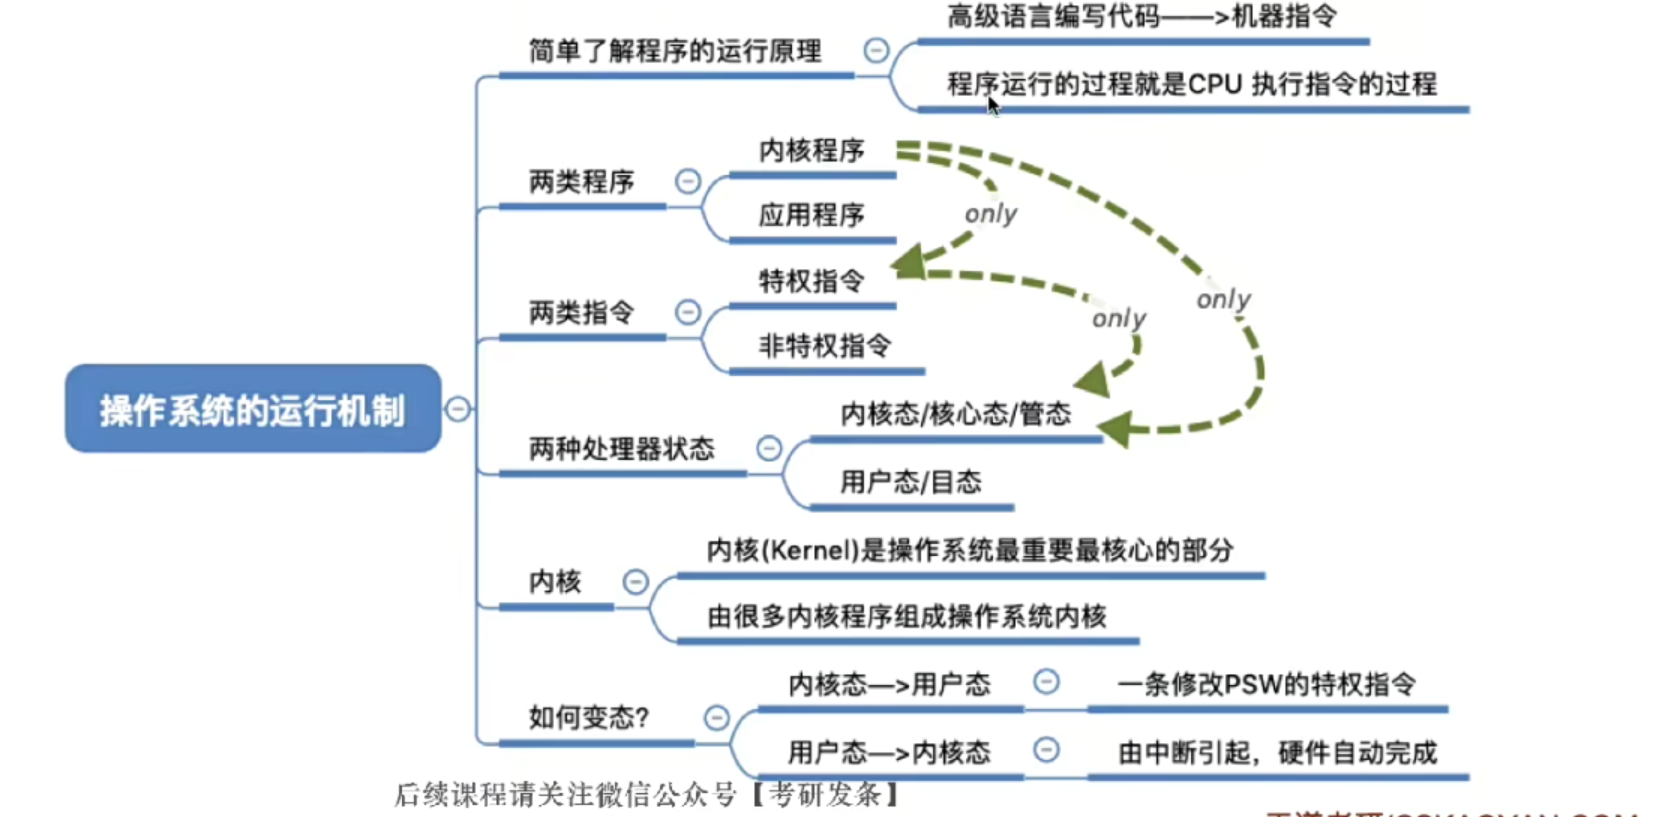 高级语言编写代码——>机器指令
简单了解程序的运行原理
程序运行的过程就是CPU 执行指令的过程
内核程序
两类程序
应用程序
only
特权指令
only
only
两类指令
非特权指令
操作系统的运行机制
内核态/核心态/管态
两种处理器状态
用户态/目态
内核(Kernel)是操作系统最重要最核心的部分
内核
由很多内核程序组成操作系统内核
内核态—>用户态
一条修改PSW的特权指令
如何变态?
用户态—>内核态
由中断引起，硬件自动完成
后续课程请关注微信公众号【考研发条】